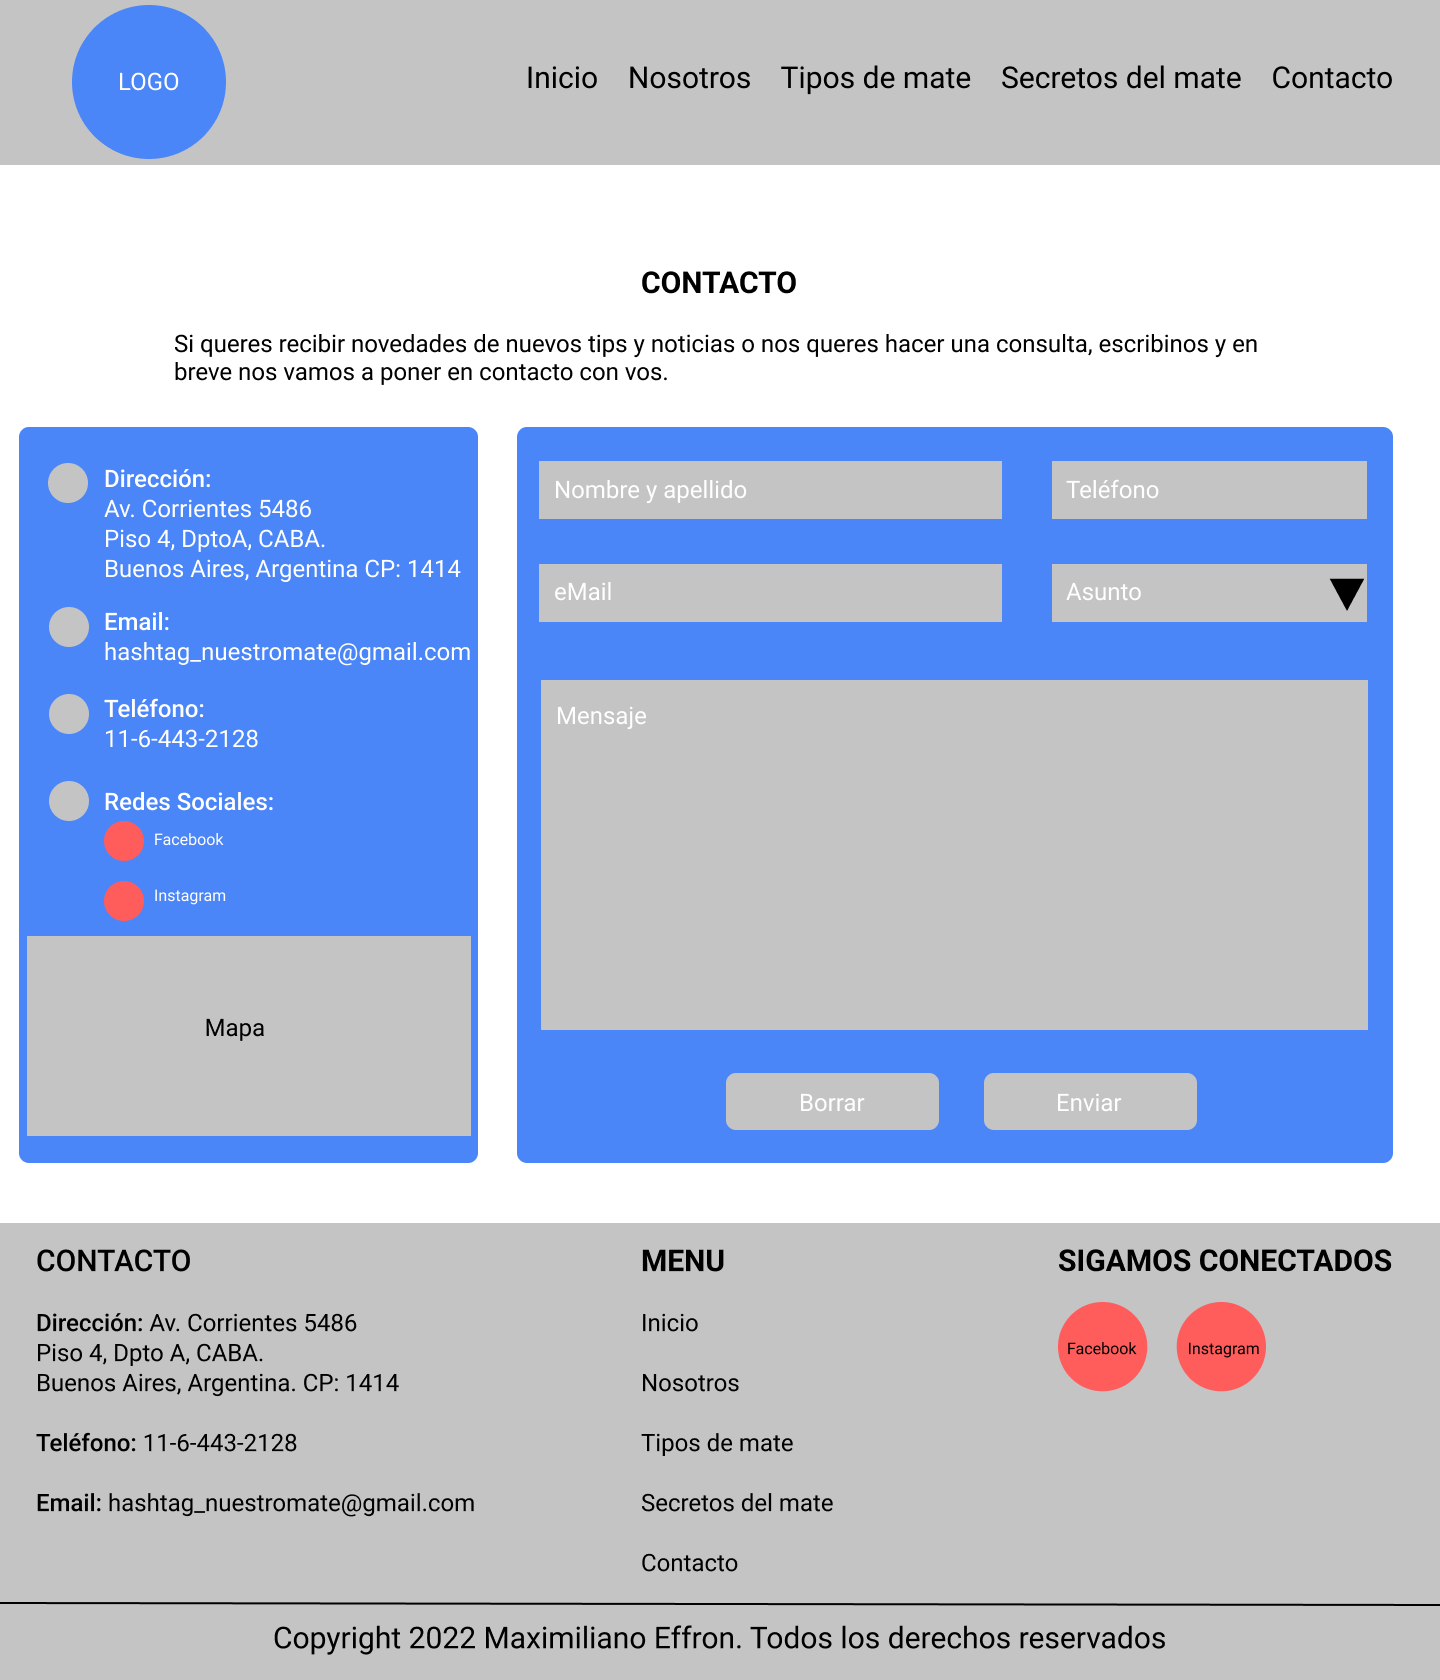 LOGO
Inicio Nosotros Tipos de mate Secretos del mate Contacto
CONTACTO
Si queres recibir novedades de nuevos tips y noticias o nos queres hacer una consulta, escribinos y en
breve nos vamos a poner en contacto con vos.
Dirección:
Av. Corrientes 5486
Piso 4, DptoA, CABA.
Buenos Aires, Argentina CP: 1414
Email:
hashtag_nuestromate@gmail.com
Teléfono:
11-6-443-2128
Redes Sociales:
Facebook
Instagram
Mapa
Nombre y apellido
Teléfono
eMail
Asunto
Mensaje
Borrar
Enviar
CONTACTO
Dirección: Av. Corrientes 5486
Piso 4, Dpto A, CABA.
Buenos Aires, Argentina. CP: 1414
Teléfono: 11-6-443-2128
Email: hashtag_nuestromate@gmail.com
MENU
Inicio
Nosotros
Tipos de mate
Secretos del mate
Contacto
SIGAMOS CONECTADOS
Facebook
Instagram
Copyright 2022 Maximiliano Effron. Todos los derechos reservados